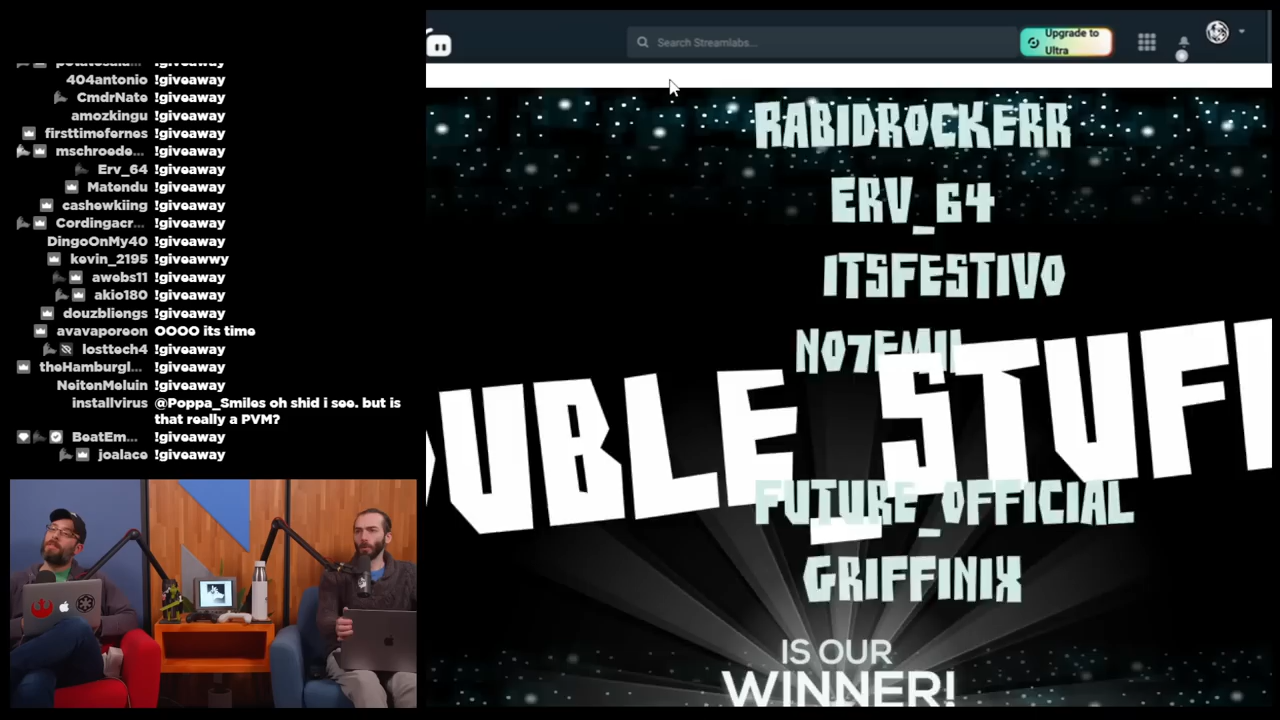 404antonio !giveaway
CmdrNate !giveaway
amozkingu !giveaway
firsttimefernes !giveaway
mschroede... !giveaway
Erv_64 !giveaway
Matendu !giveaway
cashewkiing !giveaway
Cordingacr... !giveaway
DingoOnMy40 !giveaway
kevin_2195 !giveawwy
awebs11 !giveaway
akio180 !giveaway
douzbliengs !giveaway
avavaporeon OOOO its time
losttech4 !giveaway
theHamburgl... !giveaway
NeitenMeluin !giveaway
installvirus @Poppa_Smiles oh shid i see. but is
that really a PVM?
BeatEm... !giveaway
joalace !giveaway
Search Streamlabs...
Upgrade to
Ultra
RABIDROCKERR
ERV_64
ITSFESTIVO
UBLE_STUF
FUTURE_OFFICIAL
GRIFFINIX
IS OUR
WINNER!